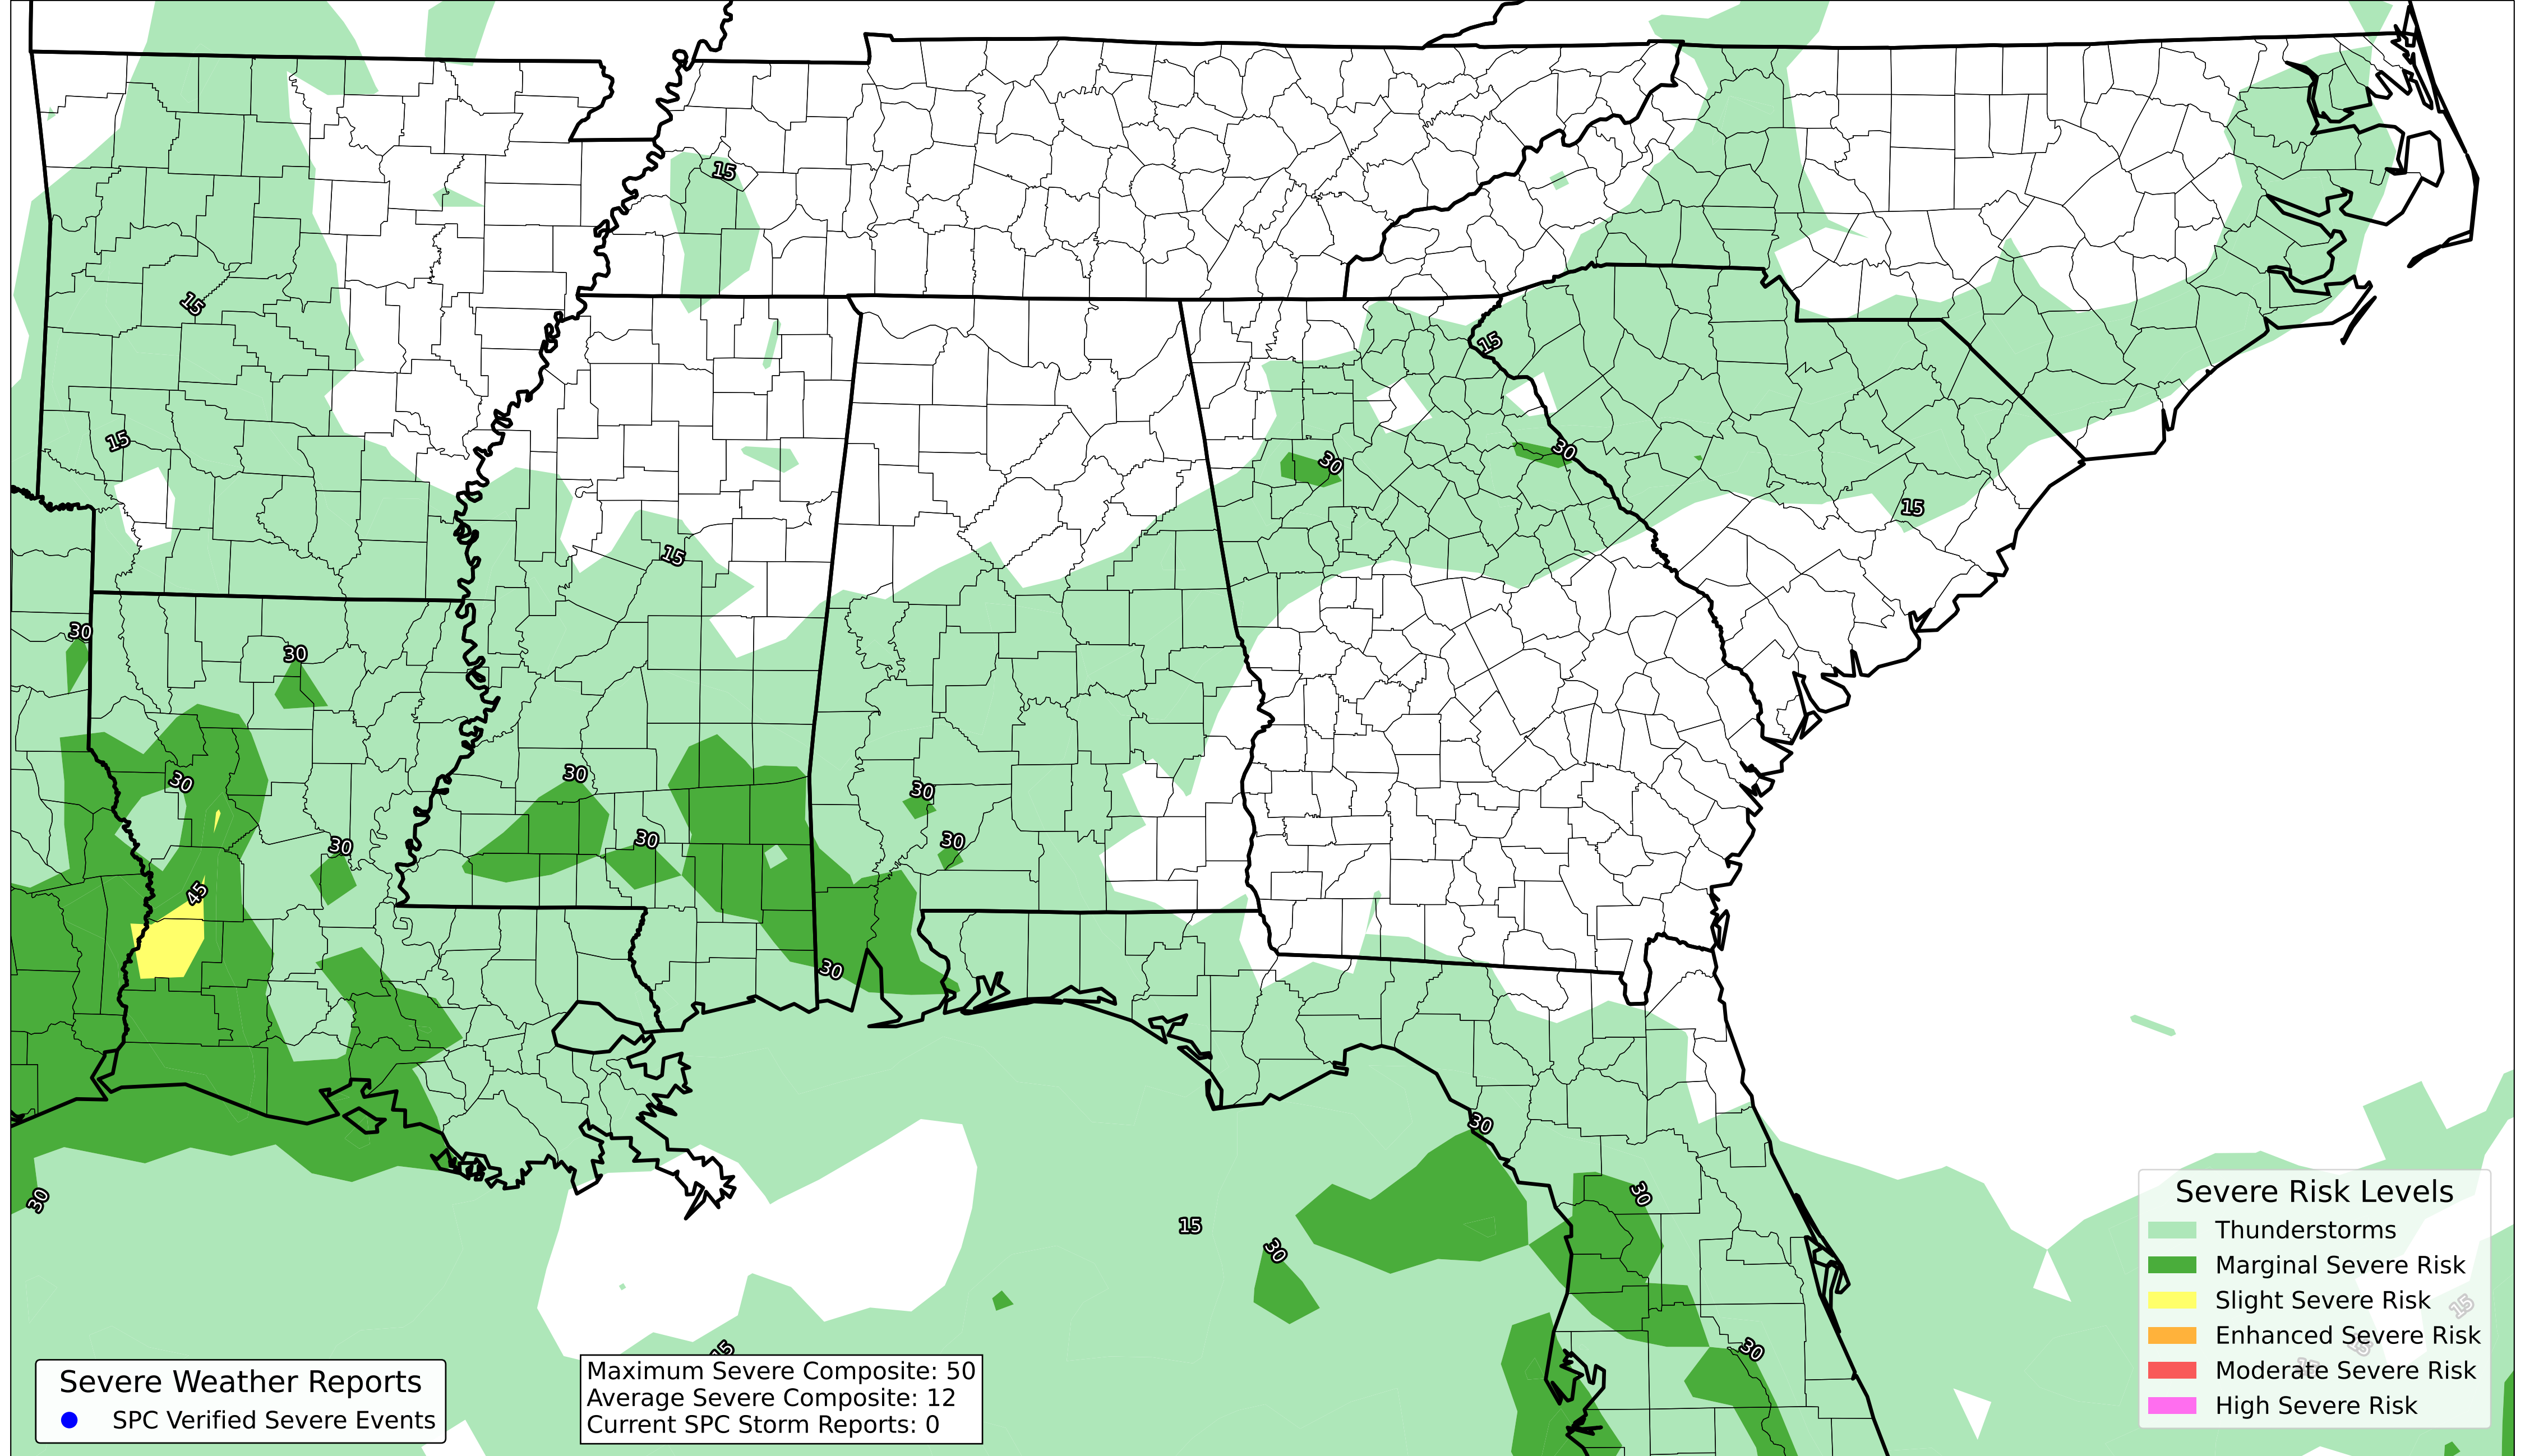 15
15
15
30
30
15
15
15
30
30
30
30
30
30
30
30
45
30
30
30
15
30
30
30
15
Severe Risk Levels
Thunderstorms
Marginal Severe Risk
Slight Severe Risk
Enhanced Severe Risk
Moderate Severe Risk
High Severe Risk
15
Severe Weather Reports
SPC Verified Severe Events
Maximum Severe Composite: 50
Average Severe Composite: 12
Current SPC Storm Reports: 0